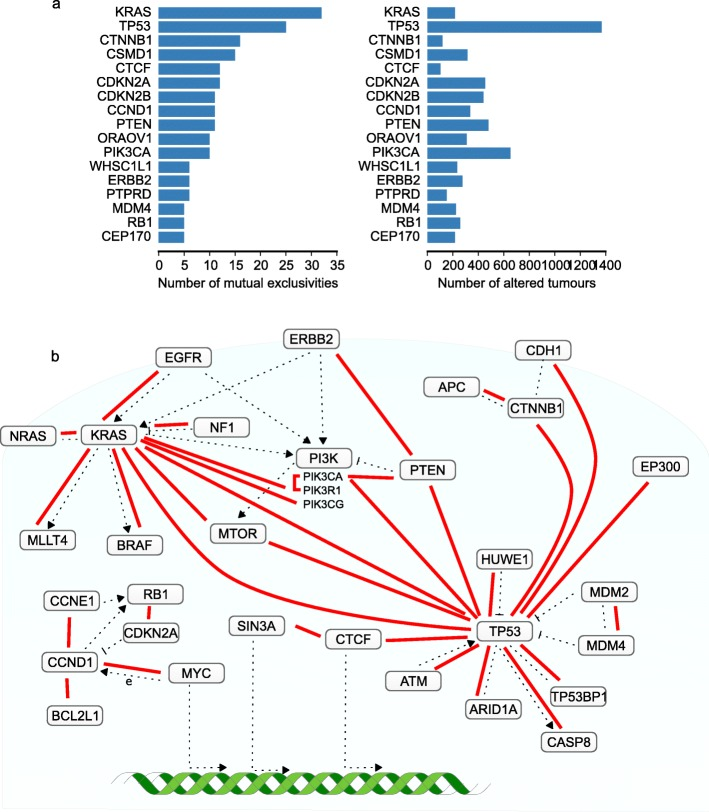 a
KRAS
TP53
CTNNB1
CSMD1
CTCF
CDKN2A
CDKN2B
CCND1
PTEN
ORAOV1
PIK3CA
WHSC1L1
ERBB2
PTPRD
MDM4
RB1
CEP170
0 5 10 15 20 25 30 35
Number of mutual exclusivities
KRAS
TP53
CTNNB1
CSMD1
CTCF
CDKN2A
CDKN2B
CCND1
PTEN
ORAOV1
PIK3CA
WHSC1L1
ERBB2
PTPRD
MDM4
RB1
CEP170
0 200 400 600 800 1000 1200 1400
Number of altered tumours
b
ERBB2
EGFR
CDH1
APC
CTNNB1
NRAS
KRAS
NF1
PI3K
PIK3CA
PIK3R1
PIK3CG
PTEN
EP300
MLLT4
BRAF
MTOR
HUWE1
CCNE1
RB1
CDKN2A
SIN3A
CTCF
TP53
MDM2
MDM4
CCND1
MYC
e
ATM
ARID1A
TP53BP1
BCL2L1
CASP8